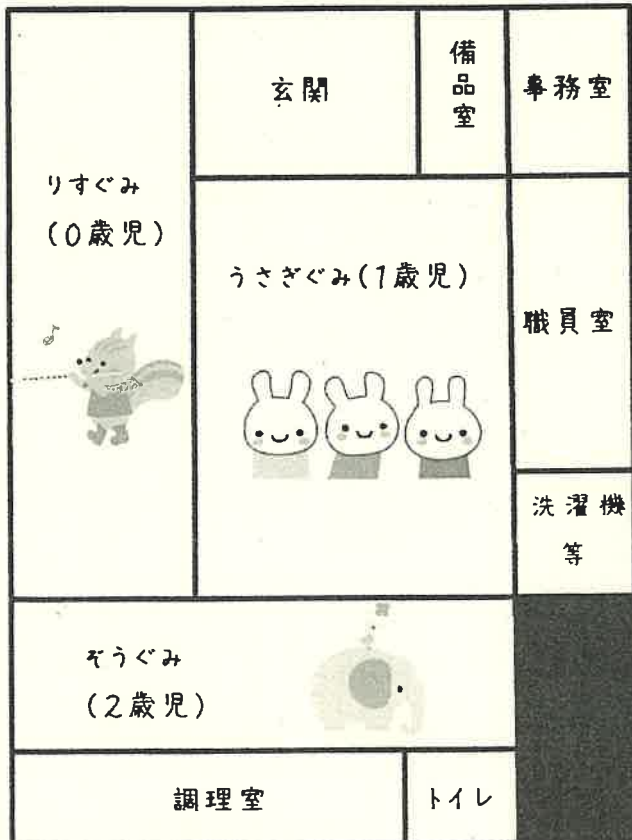 玄関
備品室
事務室
りすぐみ
(0歳児)
うさぎぐみ(1歳児)
職員室
洗濯機
等
ぞうぐみ
(2歳児)
調理室
トイレ